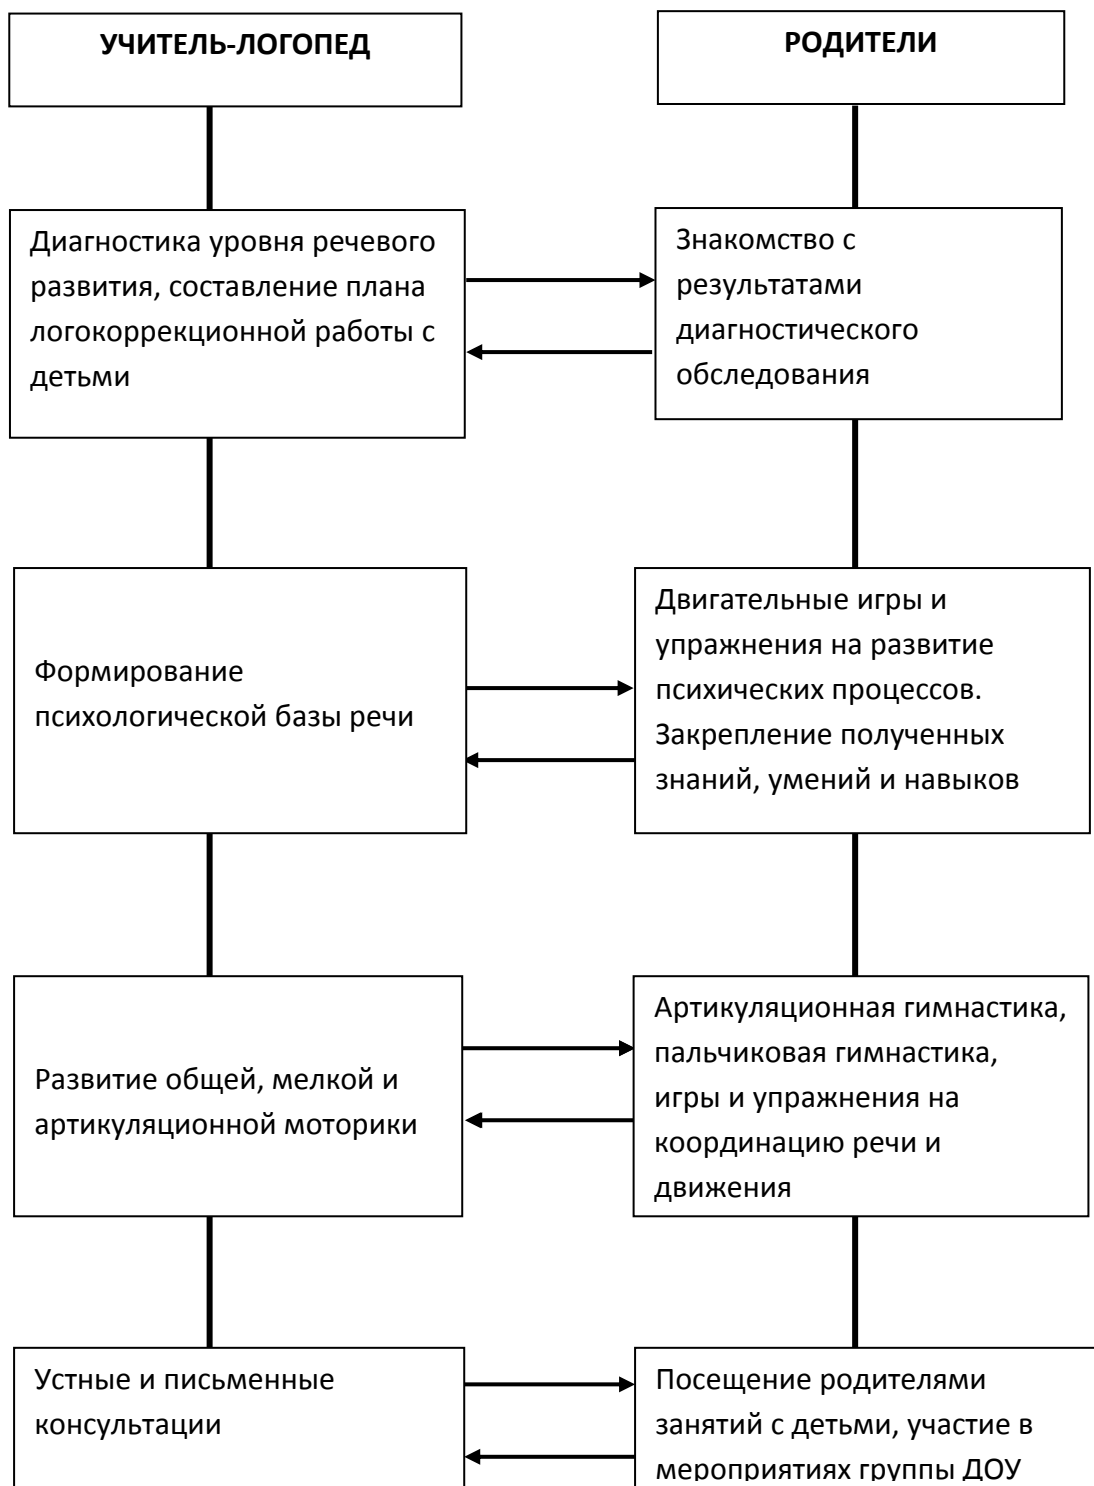 УЧИТЕЛЬ-ЛОГОПЕД
РОДИТЕЛИ
Диагностика уровня речевого
развития, составление плана
логокоррекционной работы с
детьми
Знакомство с
результатами
диагностического
обследования
Формирование
психологической базы речи
Двигательные игры и
упражнения на развитие
психических процессов.
Закрепление полученных
знаний, умений и навыков
Развитие общей, мелкой и
артикуляционной моторики
Артикуляционная гимнастика,
пальчиковая гимнастика,
игры и упражнения на
координацию речи и
движения
Устные и письменные
консультации
Посещение родителями
занятий с детьми, участие в
мероприятиях группы ДОУ